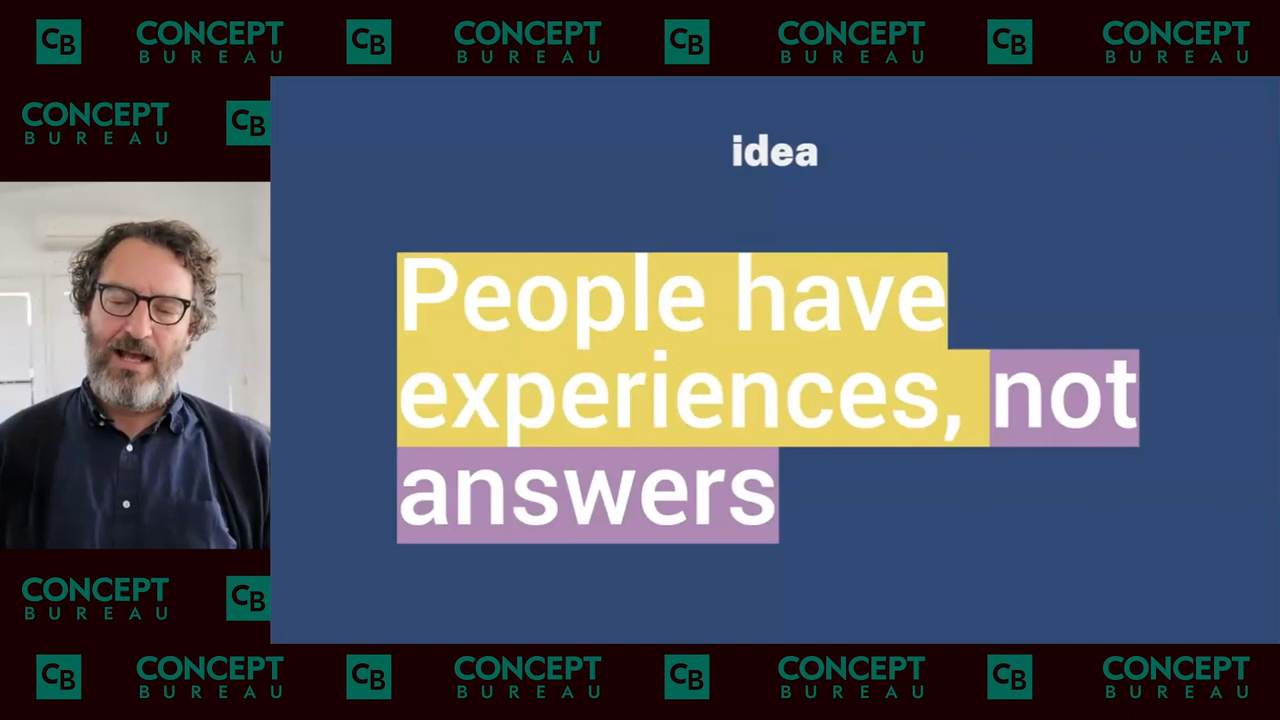 CB CONCEPT BUREAU CB CONCEPT BUREAU CB CONCEPT BUREAU CB CONCEPT BUREAU
CONCEPT BUREAU CB
idea
People have
experiences, not
answers
CONCEPT BUREAU CB
CB CONCEPT BUREAU CB CONCEPT BUREAU CB CONCEPT BUREAU CB CONCEPT BUREAU